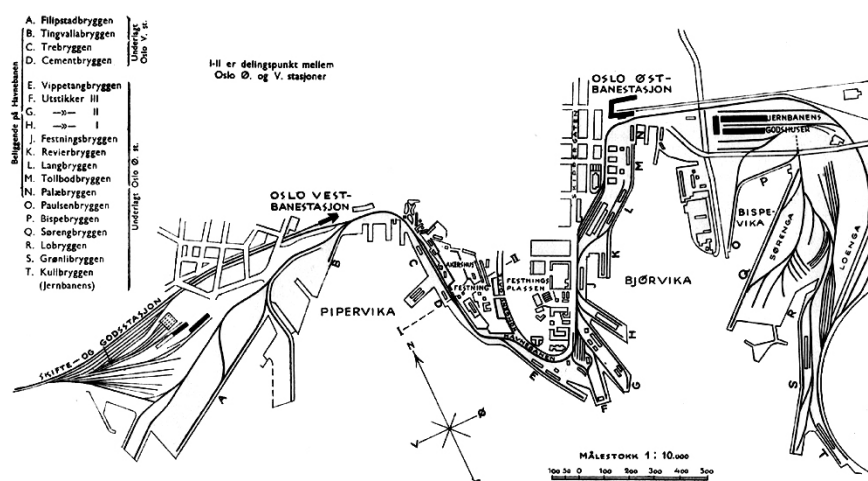 A. Filipstadbryggen
B. Tingvallabryggen
C. Trebryggen
D. Cementbryggen
E. Vippetangbryggen
F. Utstikker III
G. —»— II
H. —»— I
J. Festningsbryggen
K. Revierbryggen
L. Langbryggen
M. Tollbodbryggen
N. Palæbryggen
O. Paulsenbryggen
P. Bispebryggen
Q. Sørengbryggen
R. Lobryggen
S. Grønlibryggen
T. Kullbryggen
(Jernbanens)
Beliggende på Havnebanen
Underlagt
Oslo V. st.
Underlagt Oslo Ø. st.
I-II er delingspunkt mellem
Oslo Ø. og V. stasjoner
OSLO ØST-
BANESTASJON
JERNBANENS
GODSHUSER
OSLO VEST-
BANESTASJON
SKIFTE- OG GODSSTASJON
PIPERVIKA
AKERSHUS
FESTNING
FESTNINGS
PLASSEN
HAVNEBANEN
BJØRVIKA
BISPE-
VIKA
SØRENGA
LOENGA
A
C
D
E
F
G
H
K
L
M
N
O
P
Q
R
S
T
I
N
V
Ø
MÅLESTOKK 1 : 10.000
100 50 0 100 200 300 400 500